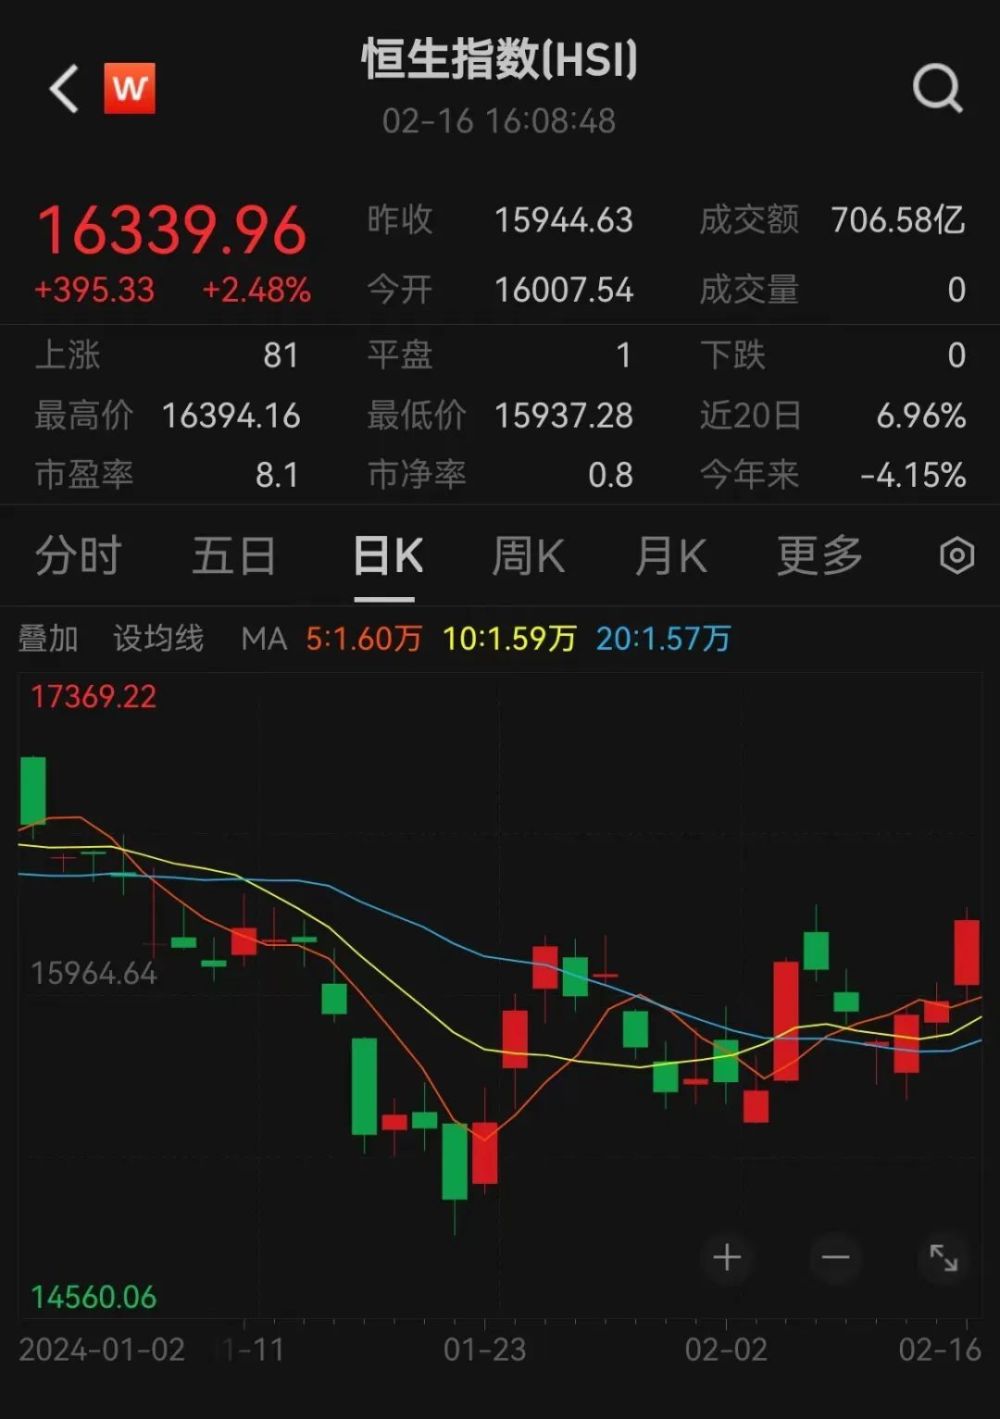 W
恒生指数(HSI)
02-16 16:08:48
16339.96 昨收 15944.63 成交额 706.58亿
+395.33 +2.48% 今开 16007.54 成交量 0
上涨 81 平盘 1 下跌 0
最高价 16394.16 最低价 15937.28 近20日 6.96%
市盈率 8.1 市净率 0.8 今年来 -4.15%
分时 五日 日K 周K 月K 更多
叠加 设均线 MA 5:1.60万 10:1.59万 20:1.57万
17369.22
15964.64
14560.06
2024-01-02 1-11 01-23 02-02 02-16